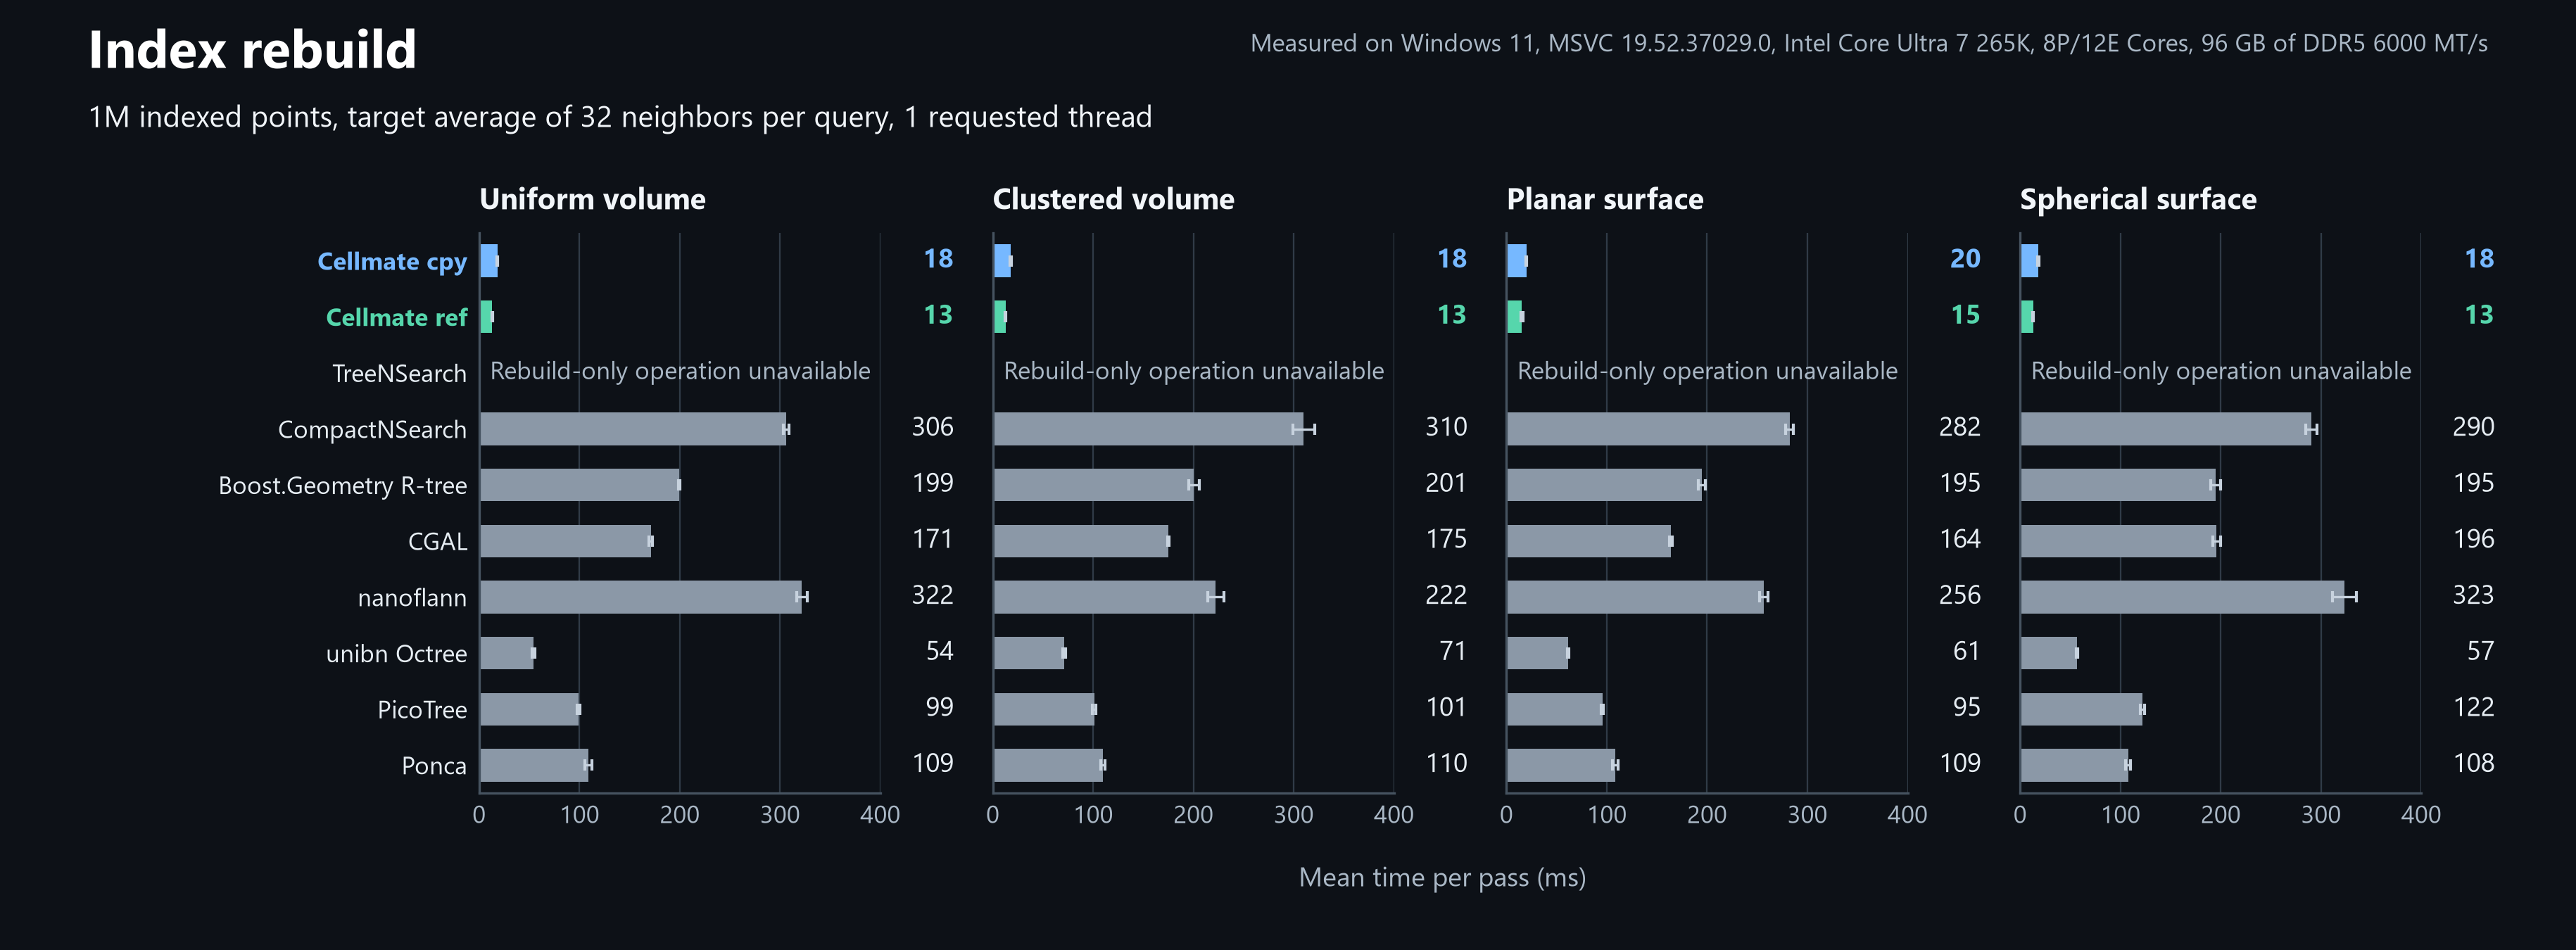 Index rebuild
Measured on Windows 11, MSVC 19.52.37029.0, Intel Core Ultra 7 265K, 8P/12E Cores, 96 GB of DDR5 6000 MT/s
1M indexed points, target average of 32 neighbors per query, 1 requested thread
Uniform volume Clustered volume Planar surface Spherical surface
Cellmate cpy 18 18 20 18
Cellmate ref 13 13 15 13
TreeNSearch Rebuild-only operation unavailable Rebuild-only operation unavailable Rebuild-only operation unavailable Rebuild-only operation unavailable
CompactNSearch 306 310 282 290
Boost.Geometry R-tree 199 201 195 195
CGAL 171 175 164 196
nanoflann 322 222 256 323
unibn Octree 54 71 61 57
PicoTree 99 101 95 122
Ponca 109 110 109 108
0 100 200 300 400 0 100 200 300 400 0 100 200 300 400 0 100 200 300 400
Mean time per pass (ms)